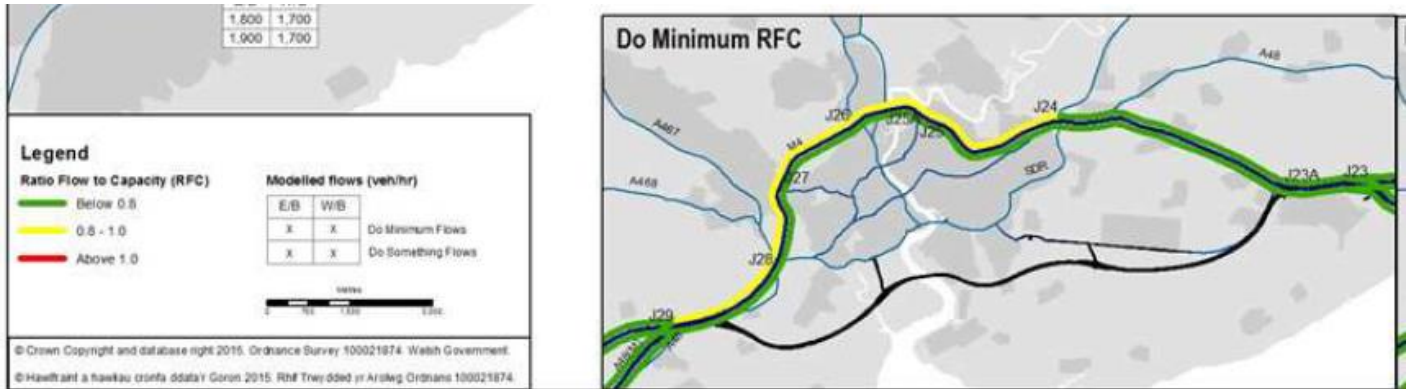 1,800 1,700
1,900 1,700
Legend
Ratio Flow to Capacity (RFC)
Below 0.8
0.8 - 1.0
Above 1.0
Modelled flows (veh/hr)
E/B W/B
X X Do Minimum Flows
X X Do Something Flows
© Crown Copyright and database right 2015. Ordnance Survey 100021874. Welsh Government.
© Hawlfraint a hawliau cronfa ddata'r Goron 2015. Rhif Trwydded yr Arolwg Ordnans 100021874.
Do Minimum RFC
A48
J24
J26
J25
A467
M4
A468
J27
SDR
J23A
J23
J28
J29